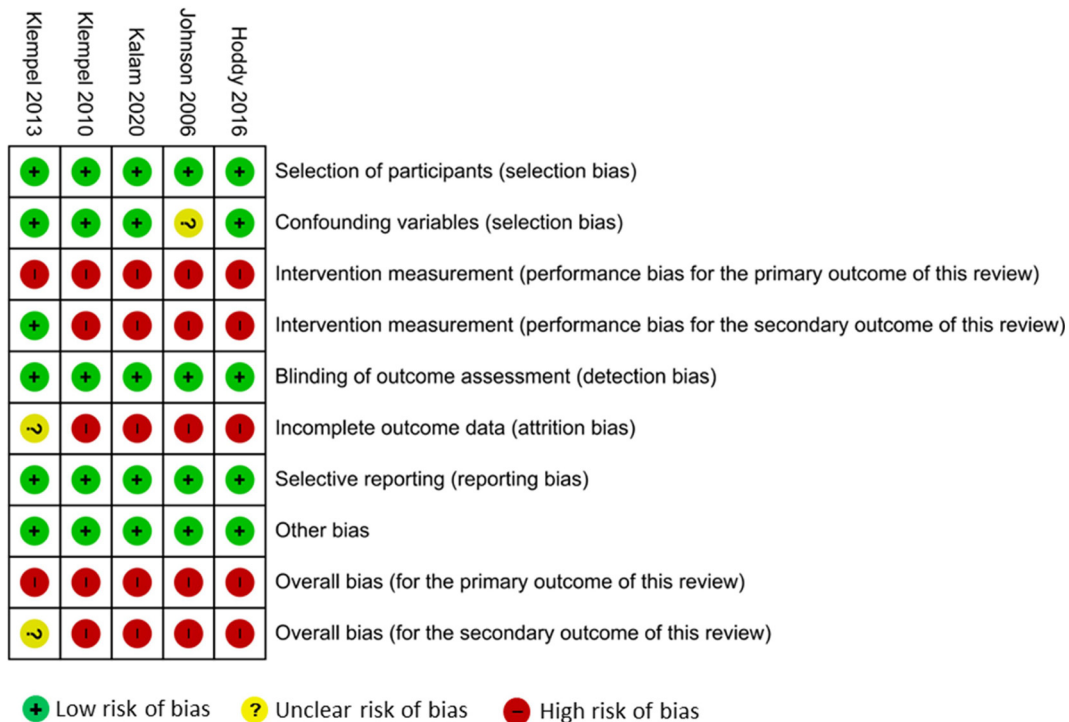 Klempel 2013
Klempel 2010
Kalam 2020
Johnson 2006
Hoddy 2016
+ + + + + Selection of participants (selection bias)
+ + + ? + Confounding variables (selection bias)
– – – – – Intervention measurement (performance bias for the primary outcome of this review)
+ – – – – Intervention measurement (performance bias for the secondary outcome of this review)
+ + + + + Blinding of outcome assessment (detection bias)
? – – – – Incomplete outcome data (attrition bias)
+ + + + + Selective reporting (reporting bias)
+ + + + + Other bias
– – – – – Overall bias (for the primary outcome of this review)
? – – – – Overall bias (for the secondary outcome of this review)
+ Low risk of bias ? Unclear risk of bias – High risk of bias